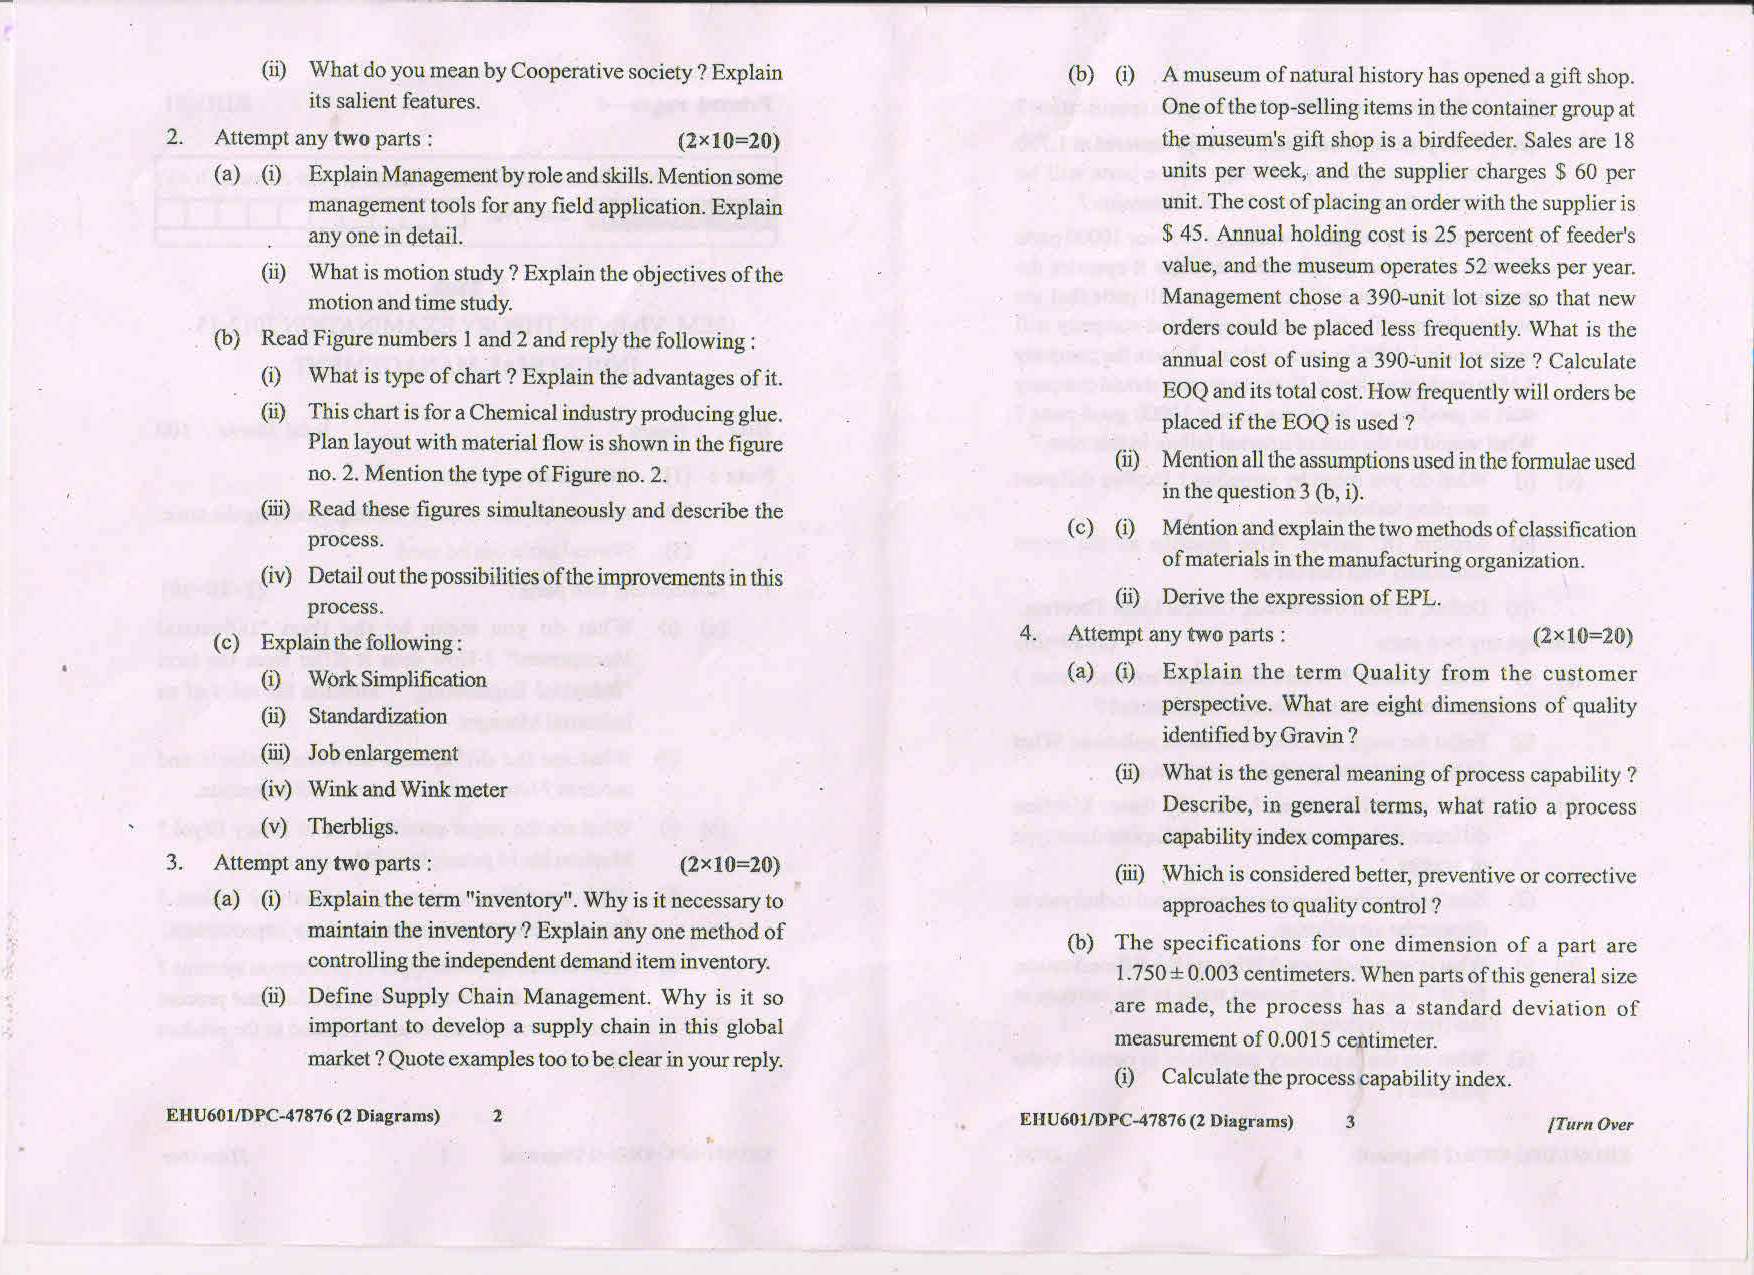 (ii) What do you mean by Cooperative society ? Explain
its salient features.
2. Attempt any two parts : (2×10=20)
(a) (i) Explain Management by role and skills. Mention some
management tools for any field application. Explain
any one in detail.
(ii) What is motion study ? Explain the objectives of the
motion and time study.
(b) Read Figure numbers 1 and 2 and reply the following :
(i) What is type of chart ? Explain the advantages of it.
(ii) This chart is for a Chemical industry producing glue.
Plan layout with material flow is shown in the figure
no. 2. Mention the type of Figure no. 2.
(iii) Read these figures simultaneously and describe the
process.
(iv) Detail out the possibilities of the improvements in this
process.
(c) Explain the following :
(i) Work Simplification
(ii) Standardization
(iii) Job enlargement
(iv) Wink and Wink meter
(v) Therbligs.
3. Attempt any two parts : (2×10=20)
(a) (i) Explain the term "inventory". Why is it necessary to
maintain the inventory ? Explain any one method of
controlling the independent demand item inventory.
(ii) Define Supply Chain Management. Why is it so
important to develop a supply chain in this global
market ? Quote examples too to be clear in your reply.
EHU601/DPC-47876 (2 Diagrams) 2
(b) (i) A museum of natural history has opened a gift shop.
One of the top-selling items in the container group at
the museum's gift shop is a birdfeeder. Sales are 18
units per week, and the supplier charges $ 60 per
unit. The cost of placing an order with the supplier is
$ 45. Annual holding cost is 25 percent of feeder's
value, and the museum operates 52 weeks per year.
Management chose a 390-unit lot size so that new
orders could be placed less frequently. What is the
annual cost of using a 390-unit lot size ? Calculate
EOQ and its total cost. How frequently will orders be
placed if the EOQ is used ?
(ii) Mention all the assumptions used in the formulae used
in the question 3 (b, i).
(c) (i) Mention and explain the two methods of classification
of materials in the manufacturing organization.
(ii) Derive the expression of EPL.
4. Attempt any two parts : (2×10=20)
(a) (i) Explain the term Quality from the customer
perspective. What are eight dimensions of quality
identified by Gravin ?
(ii) What is the general meaning of process capability ?
Describe, in general terms, what ratio a process
capability index compares.
(iii) Which is considered better, preventive or corrective
approaches to quality control ?
(b) The specifications for one dimension of a part are
1.750 ± 0.003 centimeters. When parts of this general size
are made, the process has a standard deviation of
measurement of 0.0015 centimeter.
(i) Calculate the process capability index.
EHU601/DPC-47876 (2 Diagrams) 3 [Turn Over